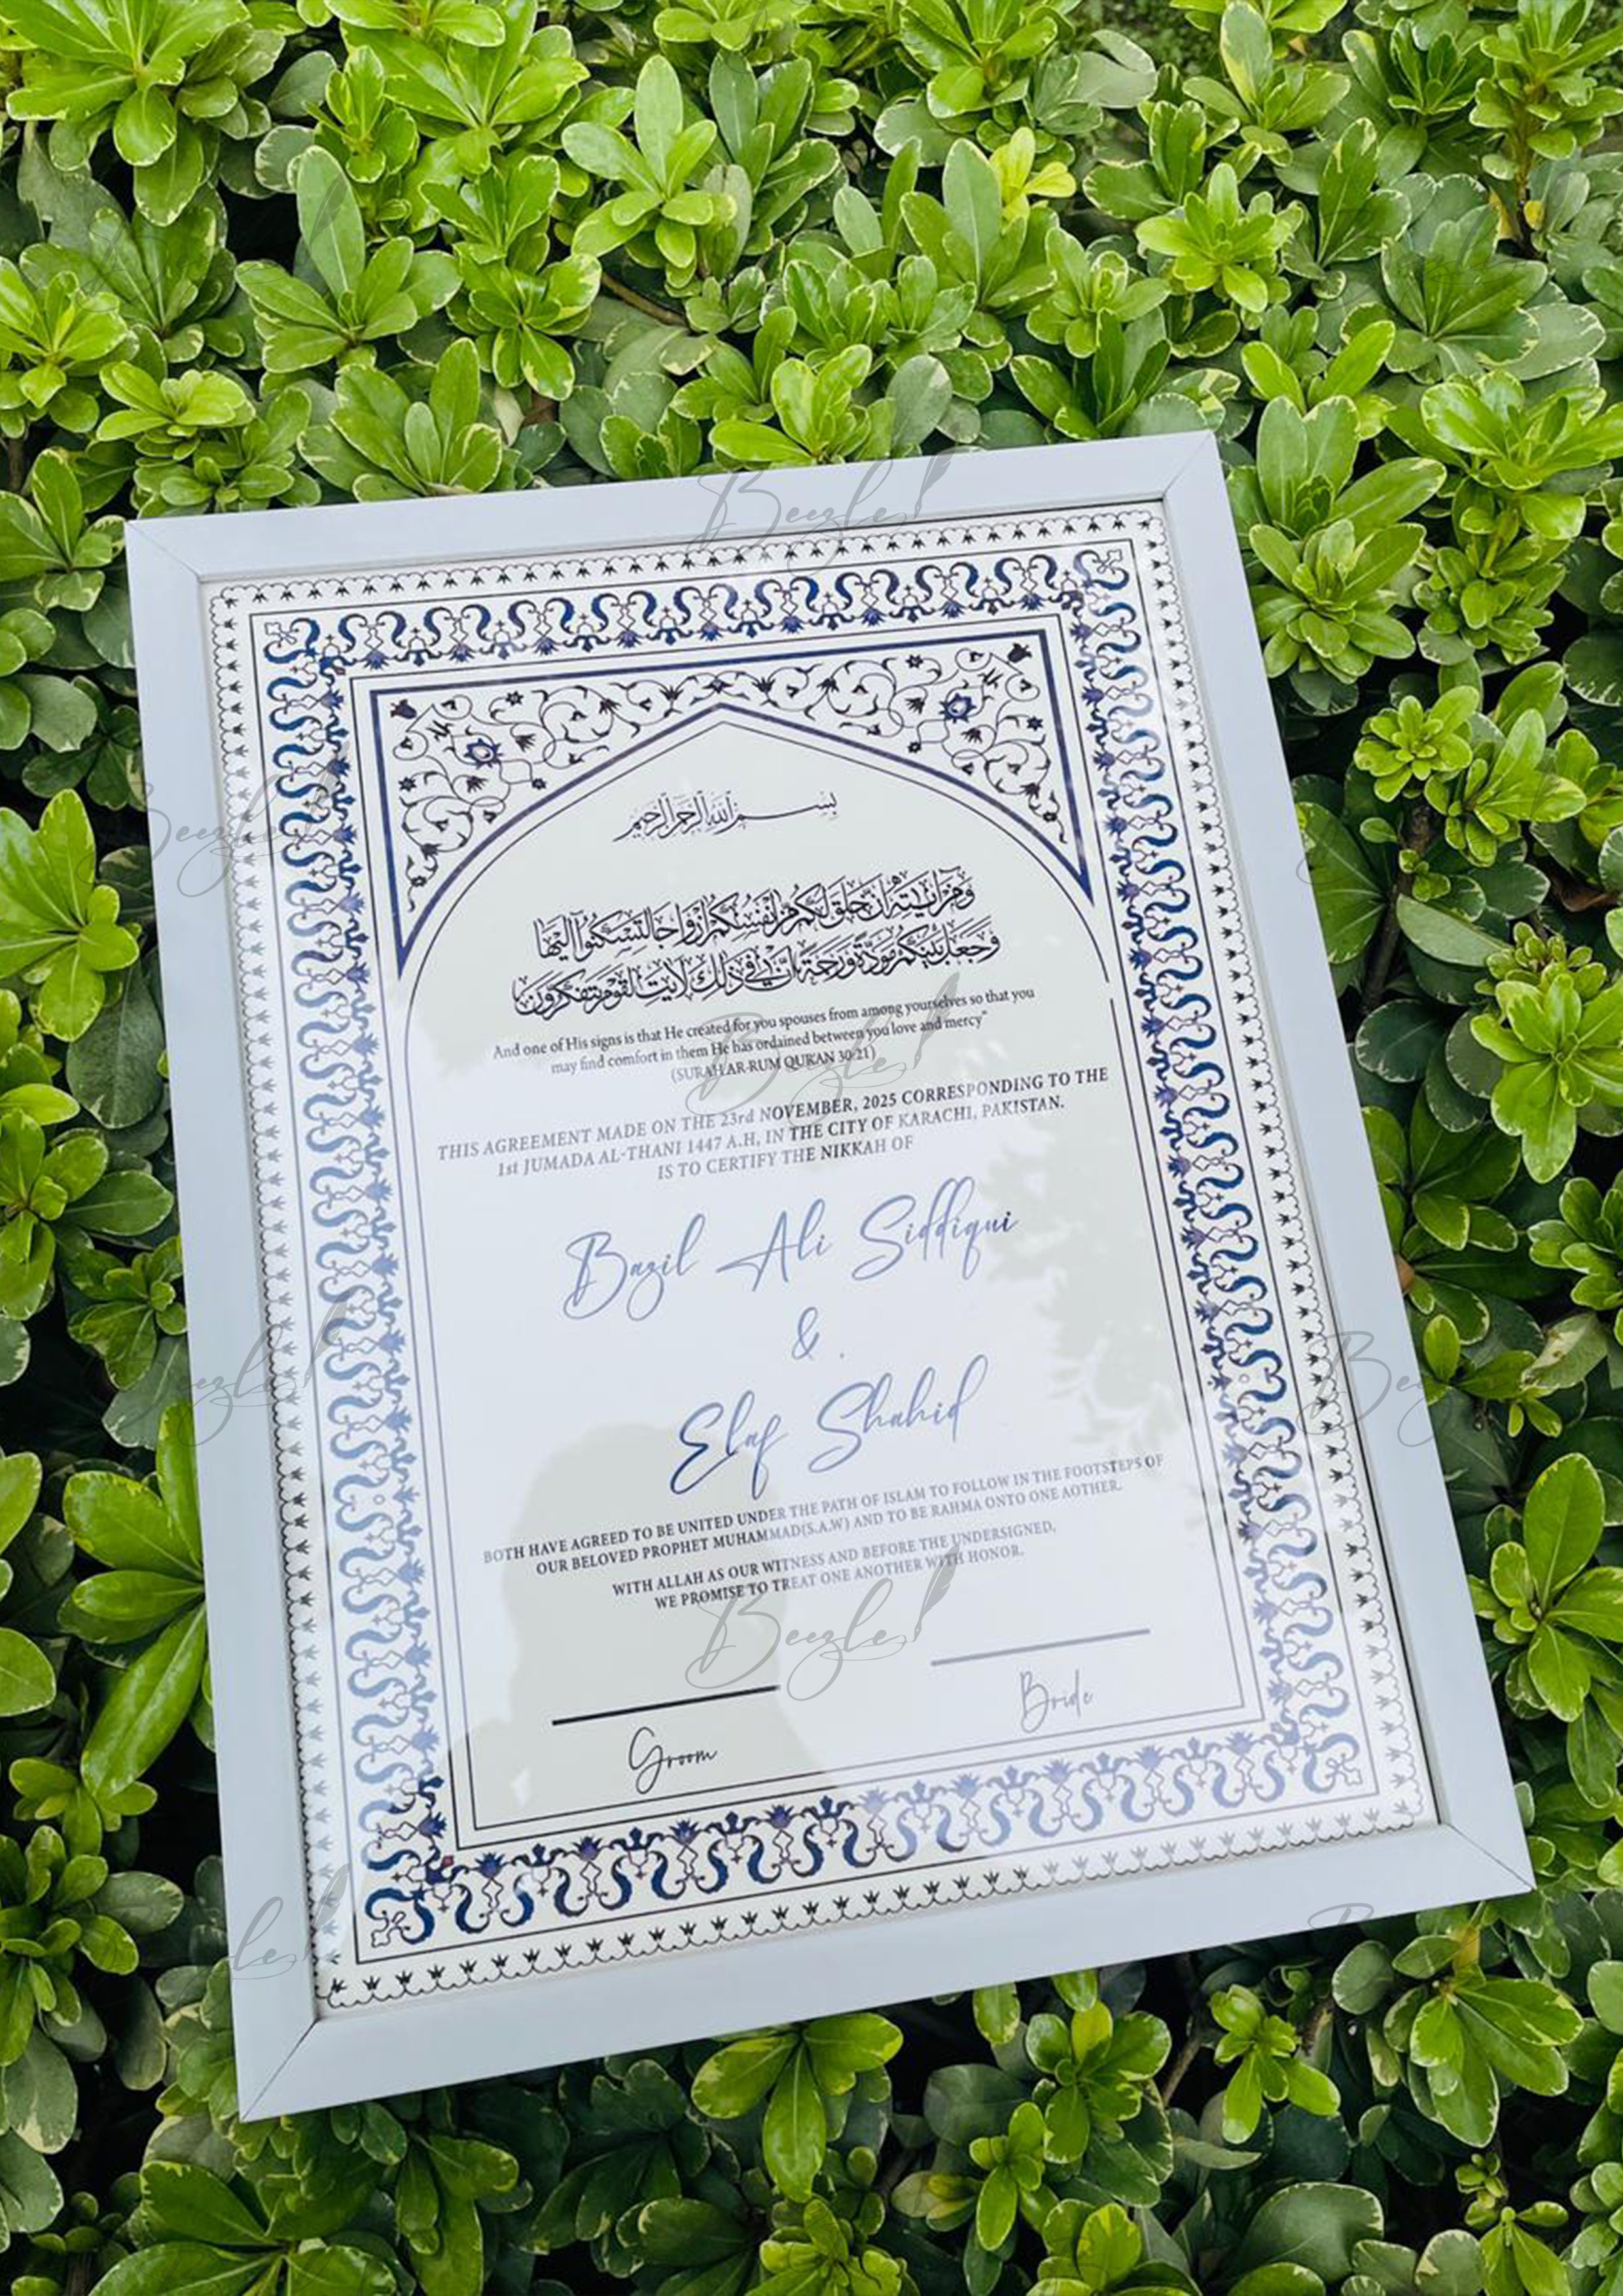 بسم الله الرحمن الرحيم
ومن آيته أن خلق لكم من أنفسكم أزواجا لتسكنوا إليها
وجعل بينكم مودة ورحمة إن في ذلك لآيت لقوم يتفكرون
And one of His signs is that He created for you spouses from among yourselves so that you
may find comfort in them He has ordained between you love and mercy"
(SURAH AR-RUM QURAN 30:21)
THIS AGREEMENT MADE ON THE 23rd NOVEMBER, 2025 CORRESPONDING TO THE
1st JUMADA AL-THANI 1447 A.H, IN THE CITY OF KARACHI, PAKISTAN.
IS TO CERTIFY THE NIKKAH OF
Bazil Ali Siddiqui
&
Elaf Shahid
BOTH HAVE AGREED TO BE UNITED UNDER THE PATH OF ISLAM TO FOLLOW IN THE FOOTSTEPS OF
OUR BELOVED PROPHET MUHAMMAD(S.A.W) AND TO BE RAHMA ONTO ONE AOTHER.
WITH ALLAH AS OUR WITNESS AND BEFORE THE UNDERSIGNED,
WE PROMISE TO TREAT ONE ANOTHER WITH HONOR.
Groom
Bride
Beezle